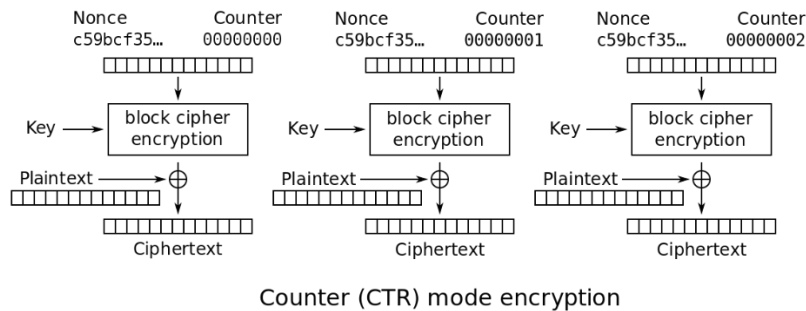 Nonce Counter
c59bcf35… 00000000
Key
block cipher
encryption
Plaintext
Ciphertext
Nonce Counter
c59bcf35… 00000001
Key
block cipher
encryption
Plaintext
Ciphertext
Nonce Counter
c59bcf35… 00000002
Key
block cipher
encryption
Plaintext
Ciphertext
Counter (CTR) mode encryption